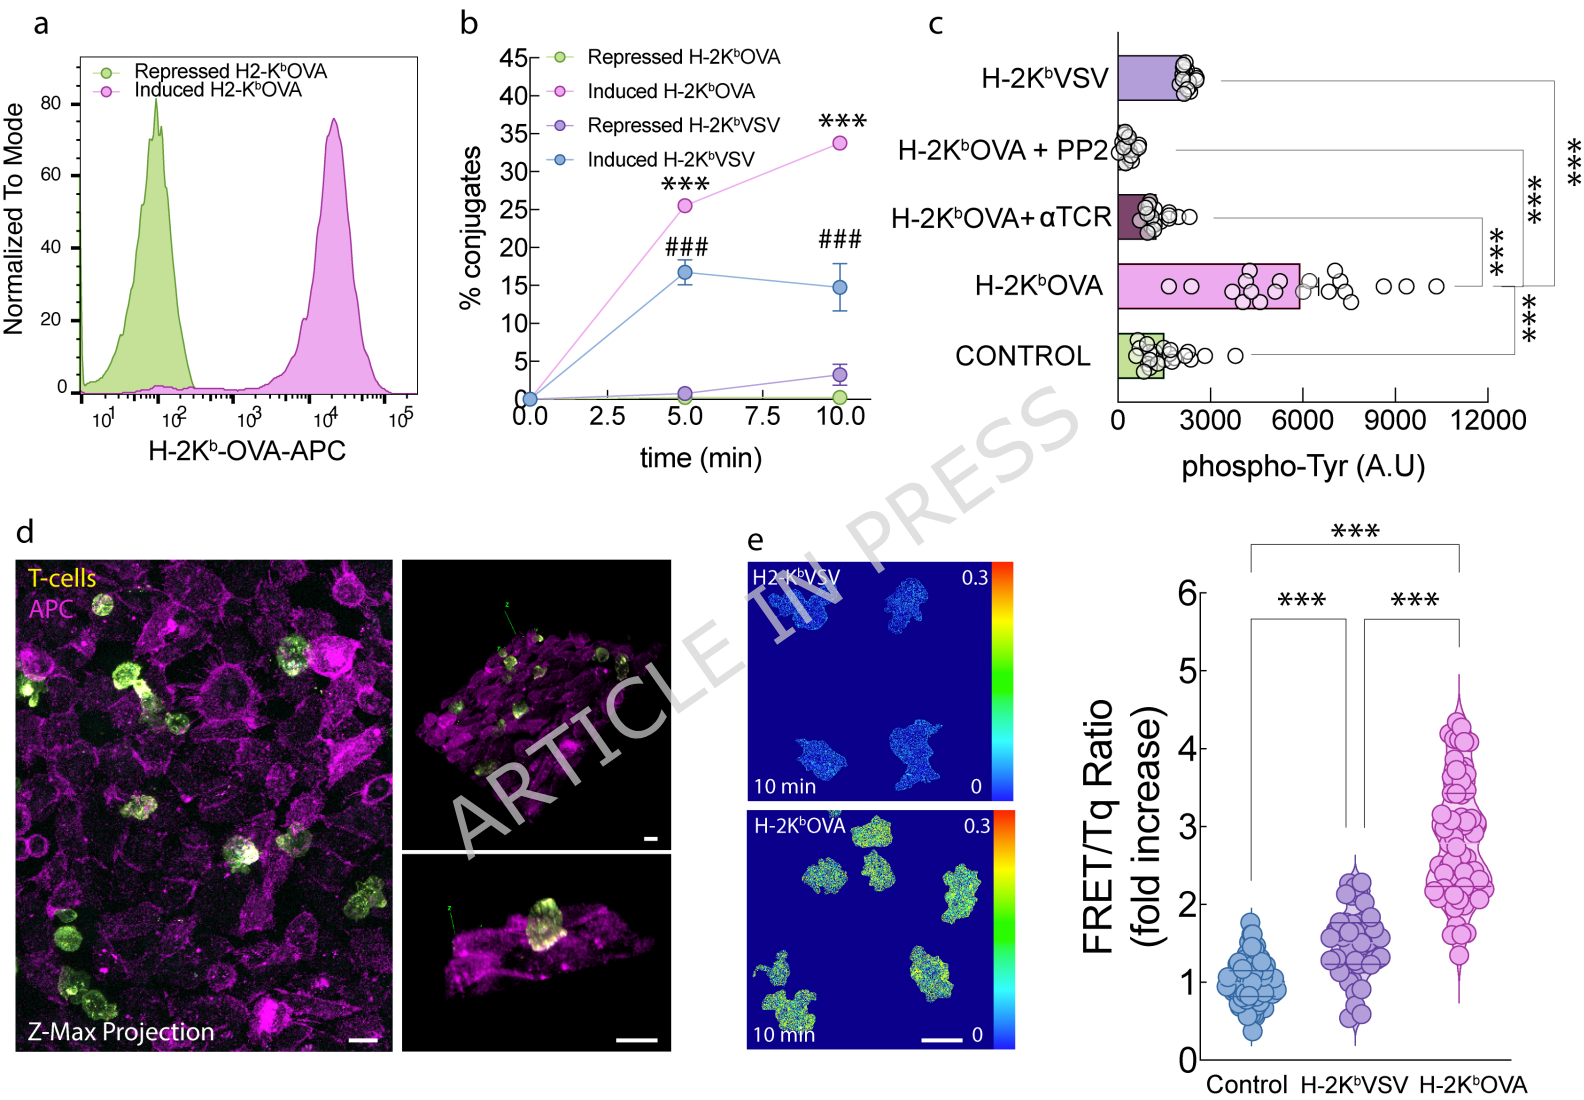 a
Repressed H2-KᵇOVA
Induced H2-KᵇOVA
Normalized To Mode
80
60
40
20
0
10¹
10²
10³
10⁴
10⁵
H-2Kᵇ-OVA-APC
b
Repressed H-2KᵇOVA
Induced H-2KᵇOVA
Repressed H-2KᵇVSV
Induced H-2KᵇVSV
% conjugates
45
40
35
30
25
20
15
10
5
0
***
***
###
###
0.0
2.5
5.0
7.5
10.0
time (min)
c
H-2KᵇVSV
H-2KᵇOVA + PP2
H-2KᵇOVA+ αTCR
H-2KᵇOVA
CONTROL
***
***
***
***
0
3000
6000
9000
12000
phospho-Tyr (A.U)
d
T-cells
APC
Z-Max Projection
z
z
e
H2-KᵇVSV
0.3
10 min
0
H-2KᵇOVA
0.3
10 min
0
FRET/Tq Ratio
(fold increase)
***
***
***
6
5
4
3
2
1
0
Control
H-2KᵇVSV
H-2KᵇOVA
ARTICLE IN PRESS